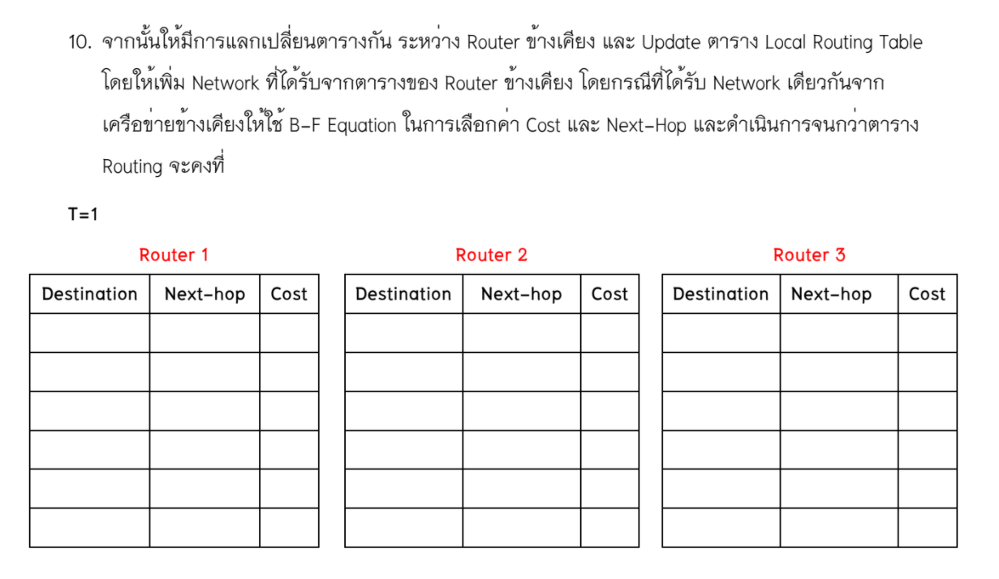 10. จากนั้นให้มีการแลกเปลี่ยนตารางกัน ระหว่าง Router ข้างเคียง และ Update ตาราง Local Routing Table
โดยให้เพิ่ม Network ที่ได้รับจากตารางของ Router ข้างเคียง โดยกรณีที่ได้รับ Network เดียวกันจาก
เครือข่ายข้างเคียงให้ใช้ B-F Equation ในการเลือกค่า Cost และ Next-Hop และดำเนินการจนกว่าตาราง
Routing จะคงที่
T=1
Router 1 Router 2 Router 3
Destination Next-hop Cost Destination Next-hop Cost Destination Next-hop Cost